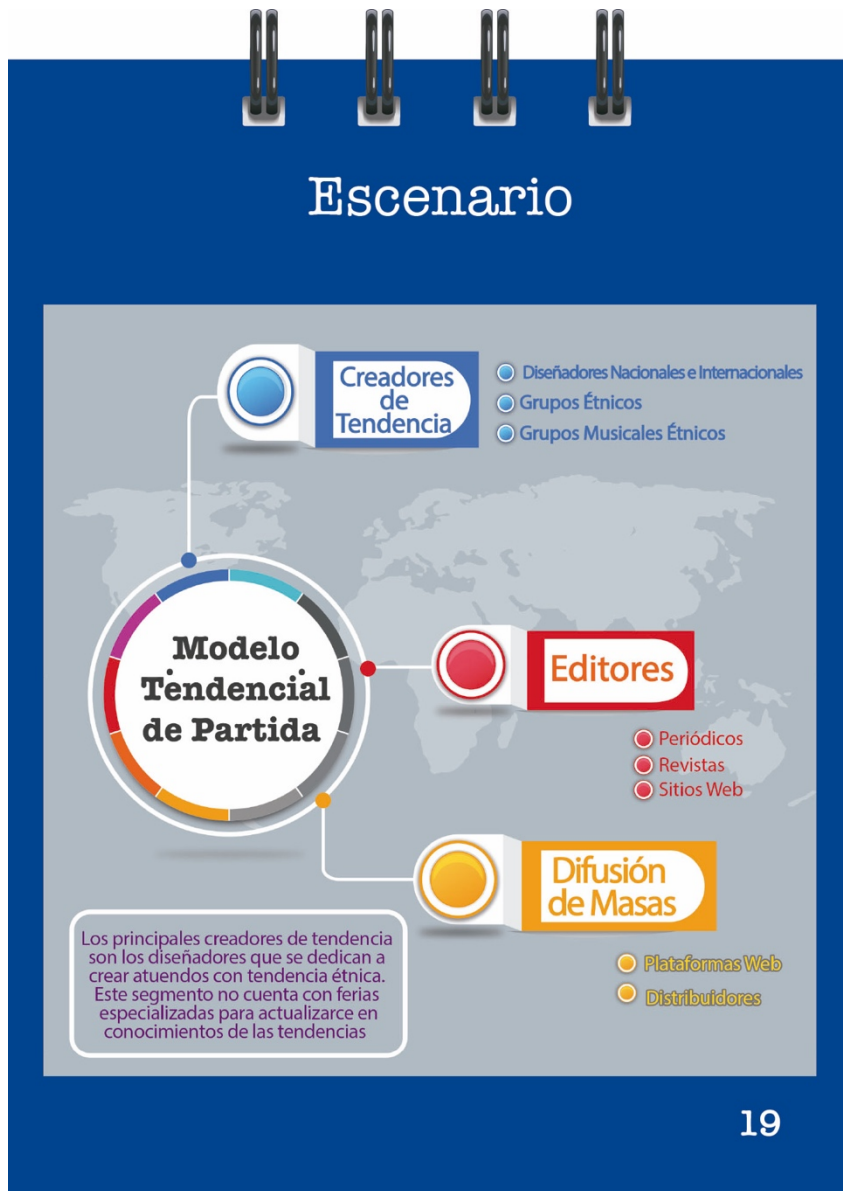 Escenario
Creadores
de
Tendencia
Diseñadores Nacionales e Internacionales
Grupos Étnicos
Grupos Musicales Étnicos
Modelo
Tendencial
de Partida
Editores
Periódicos
Revistas
Sitios Web
Difusión
de Masas
Plataformas Web
Distribuidores
Los principales creadores de tendencia
son los diseñadores que se dedican a
crear atuendos con tendencia étnica.
Este segmento no cuenta con ferias
especializadas para actualizarce en
conocimientos de las tendencias
19